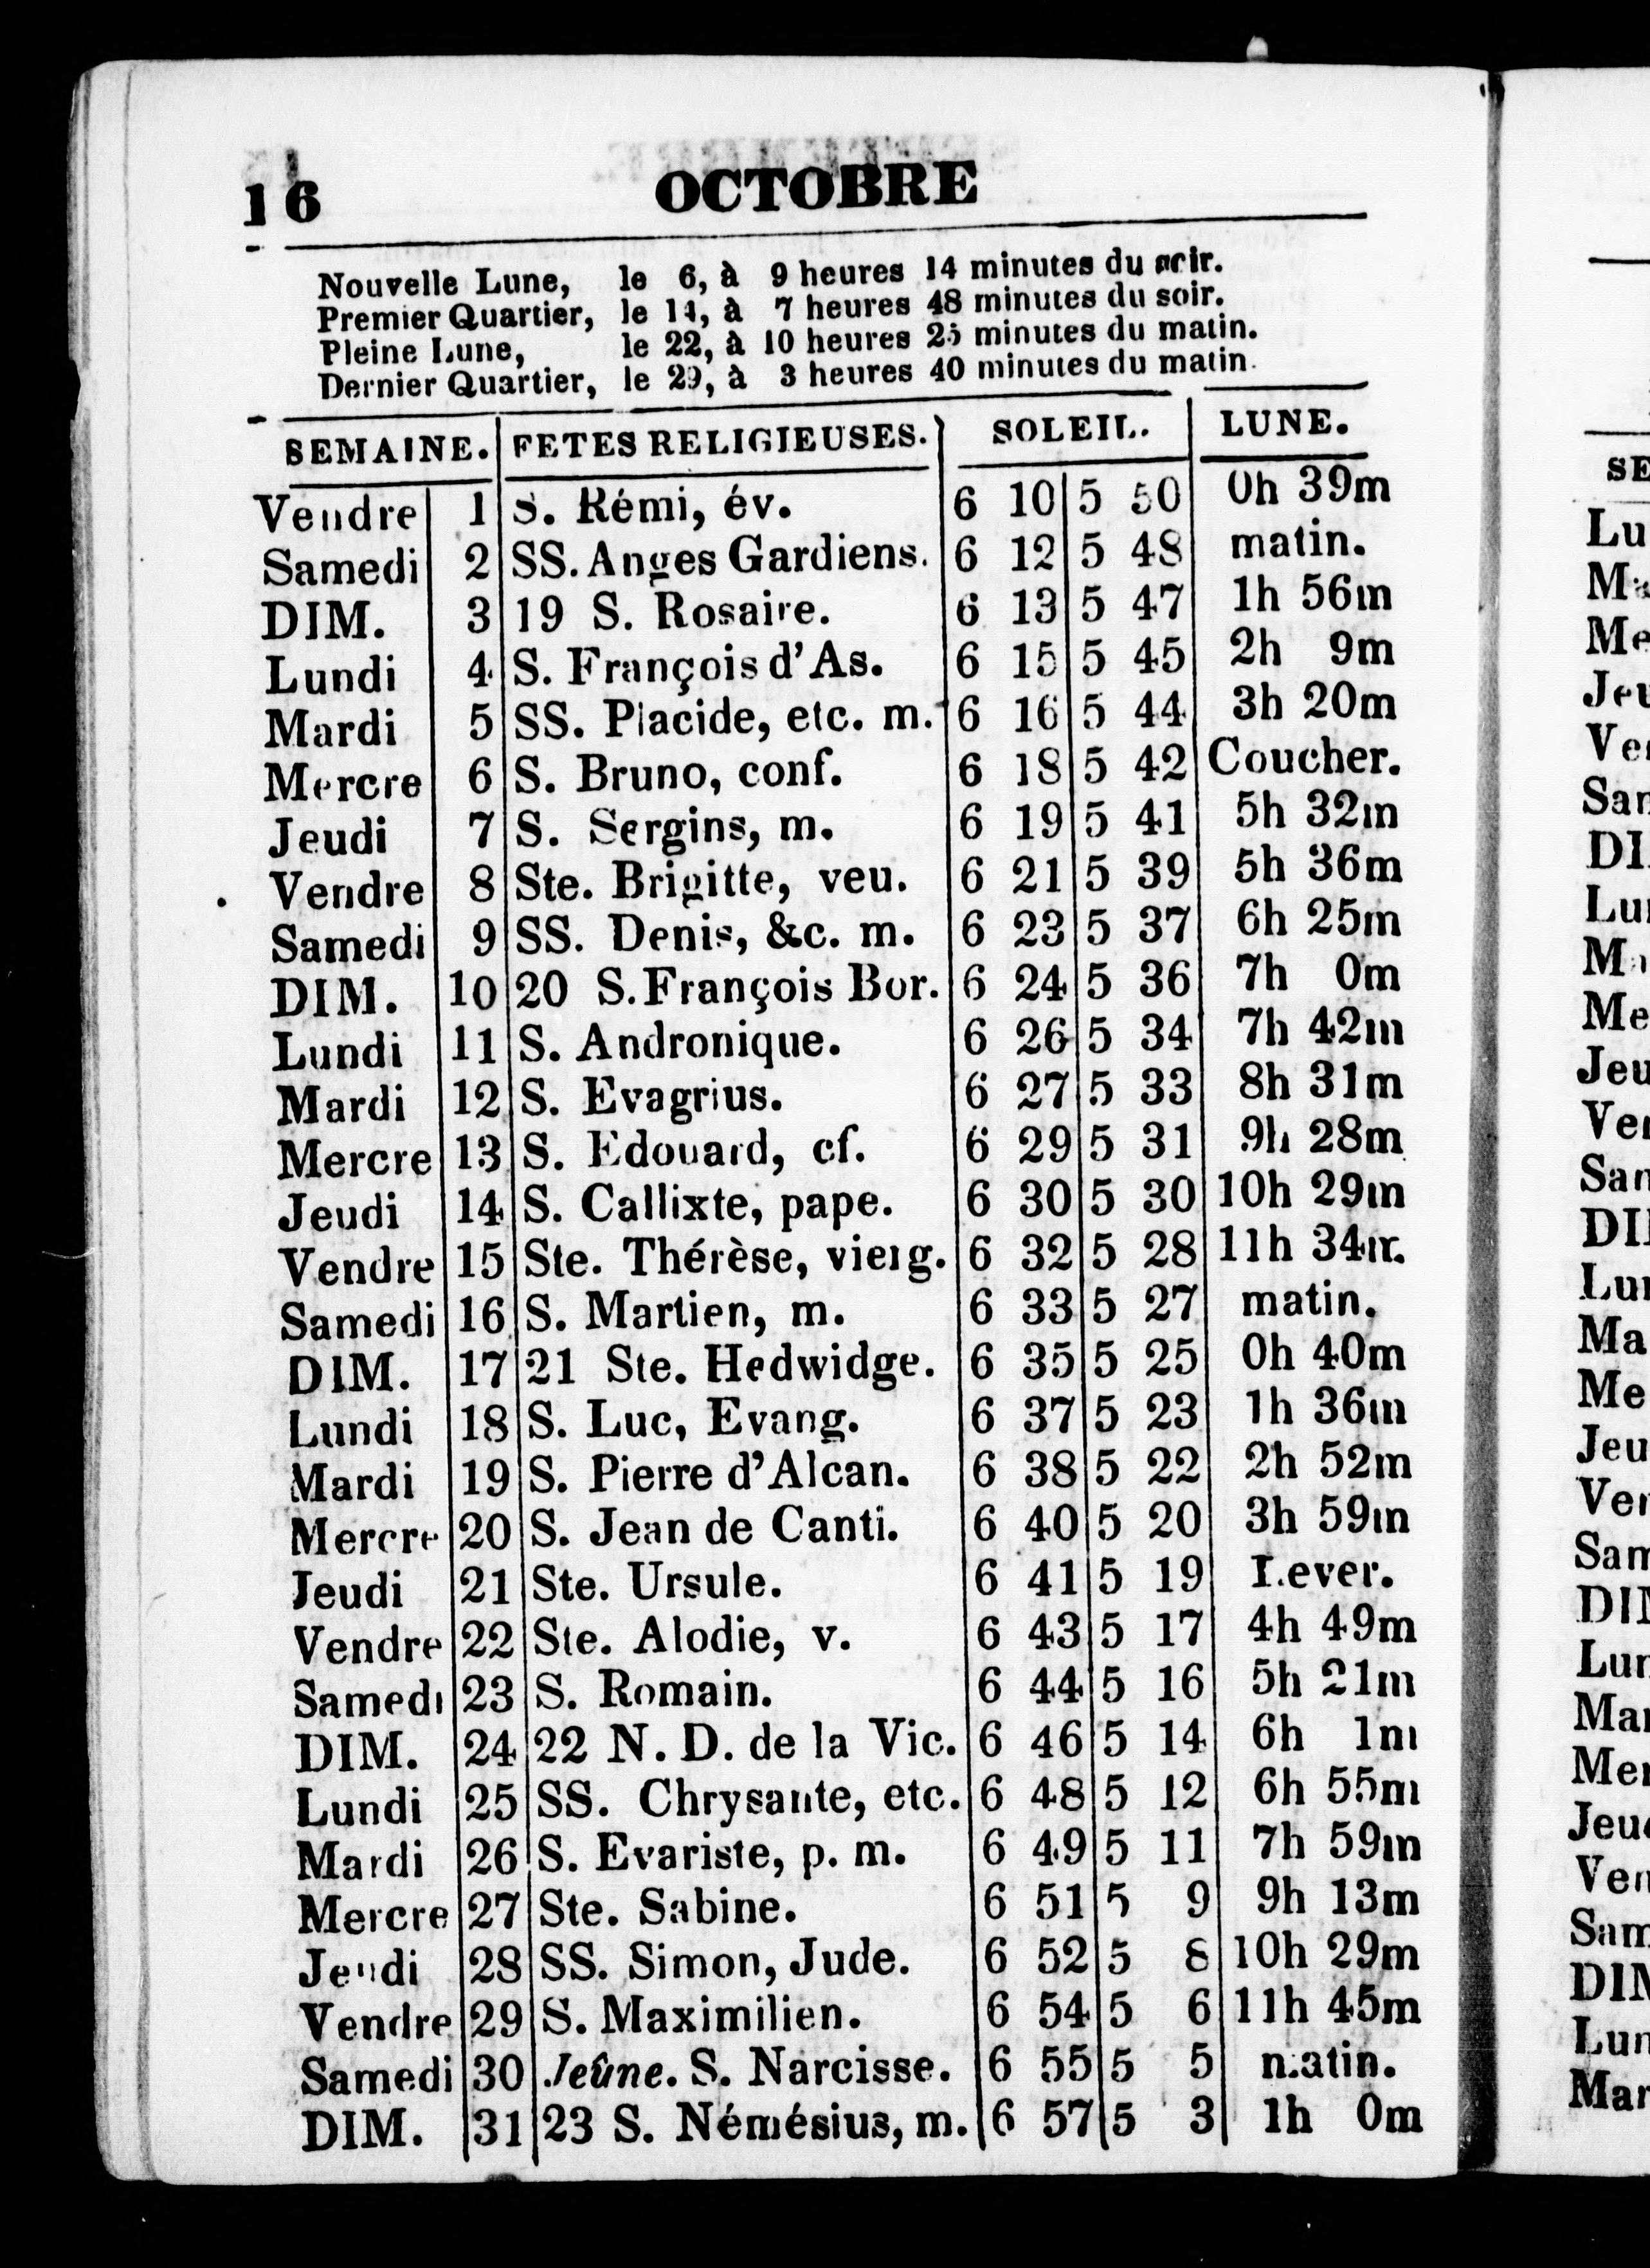 16 OCTOBRE
Nouvelle Lune, le 6, à 9 heures 14 minutes du soir.
Premier Quartier, le 14, à 7 heures 48 minutes du soir.
Pleine Lune, le 22, à 10 heures 25 minutes du matin.
Dernier Quartier, le 29, à 3 heures 40 minutes du matin.
SEMAINE. FETES RELIGIEUSES. SOLEIL. LUNE.
Vendre 1 S. Rémi, év. 6 10 5 50 0h 39m
Samedi 2 SS. Anges Gardiens. 6 12 5 48 matin.
DIM. 3 19 S. Rosaire. 6 13 5 47 1h 56m
Lundi 4 S. François d'As. 6 15 5 45 2h 9m
Mardi 5 SS. Placide, etc. m. 6 16 5 44 3h 20m
Mercre 6 S. Bruno, conf. 6 18 5 42 Coucher.
Jeudi 7 S. Sergins, m. 6 19 5 41 5h 32m
Vendre 8 Ste. Brigitte, veu. 6 21 5 39 5h 36m
Samedi 9 SS. Denis, &c. m. 6 23 5 37 6h 25m
DIM. 10 20 S. François Bor. 6 24 5 36 7h 0m
Lundi 11 S. Andronique. 6 26 5 34 7h 42m
Mardi 12 S. Evagrius. 6 27 5 33 8h 31m
Mercre 13 S. Edouard, cf. 6 29 5 31 9h 28m
Jeudi 14 S. Callixte, pape. 6 30 5 30 10h 29m
Vendre 15 Ste. Thérèse, vierg. 6 32 5 28 11h 34m
Samedi 16 S. Martien, m. 6 33 5 27 matin.
DIM. 17 21 Ste. Hedwidge. 6 35 5 25 0h 40m
Lundi 18 S. Luc, Evang. 6 37 5 23 1h 36m
Mardi 19 S. Pierre d'Alcan. 6 38 5 22 2h 52m
Mercre 20 S. Jean de Canti. 6 40 5 20 3h 59m
Jeudi 21 Ste. Ursule. 6 41 5 19 Lever.
Vendre 22 Ste. Alodie, v. 6 43 5 17 4h 49m
Samedi 23 S. Romain. 6 44 5 16 5h 21m
DIM. 24 22 N. D. de la Vic. 6 46 5 14 6h 1m
Lundi 25 SS. Chrysante, etc. 6 48 5 12 6h 55m
Mardi 26 S. Evariste, p. m. 6 49 5 11 7h 59m
Mercre 27 Ste. Sabine. 6 51 5 9 9h 13m
Jeudi 28 SS. Simon, Jude. 6 52 5 8 10h 29m
Vendre 29 S. Maximilien. 6 54 5 6 11h 45m
Samedi 30 Jeûne. S. Narcisse. 6 55 5 5 matin.
DIM. 31 23 S. Némésius, m. 6 57 5 3 1h 0m